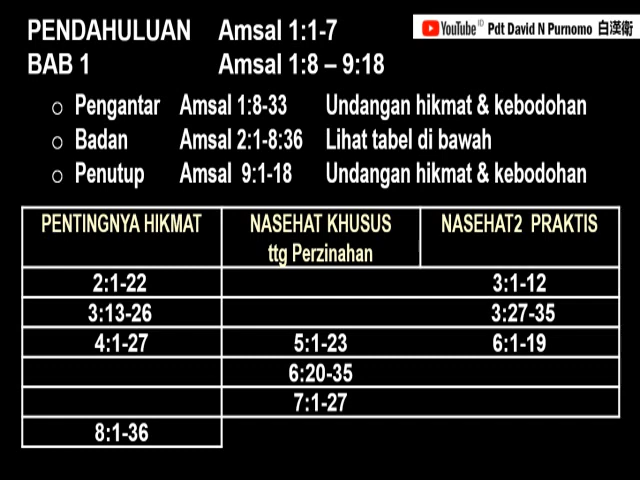 PENDAHULUAN Amsal 1:1-7
YouTube ID Pdt David N Purnomo 白漢衛
BAB 1 Amsal 1:8 – 9:18
○ Pengantar Amsal 1:8-33 Undangan hikmat & kebodohan
○ Badan Amsal 2:1-8:36 Lihat tabel di bawah
○ Penutup Amsal 9:1-18 Undangan hikmat & kebodohan
PENTINGNYA HIKMAT NASEHAT KHUSUS NASEHAT2 PRAKTIS
ttg Perzinahan
2:1-22 3:1-12
3:13-26 3:27-35
4:1-27 5:1-23 6:1-19
6:20-35
7:1-27
8:1-36